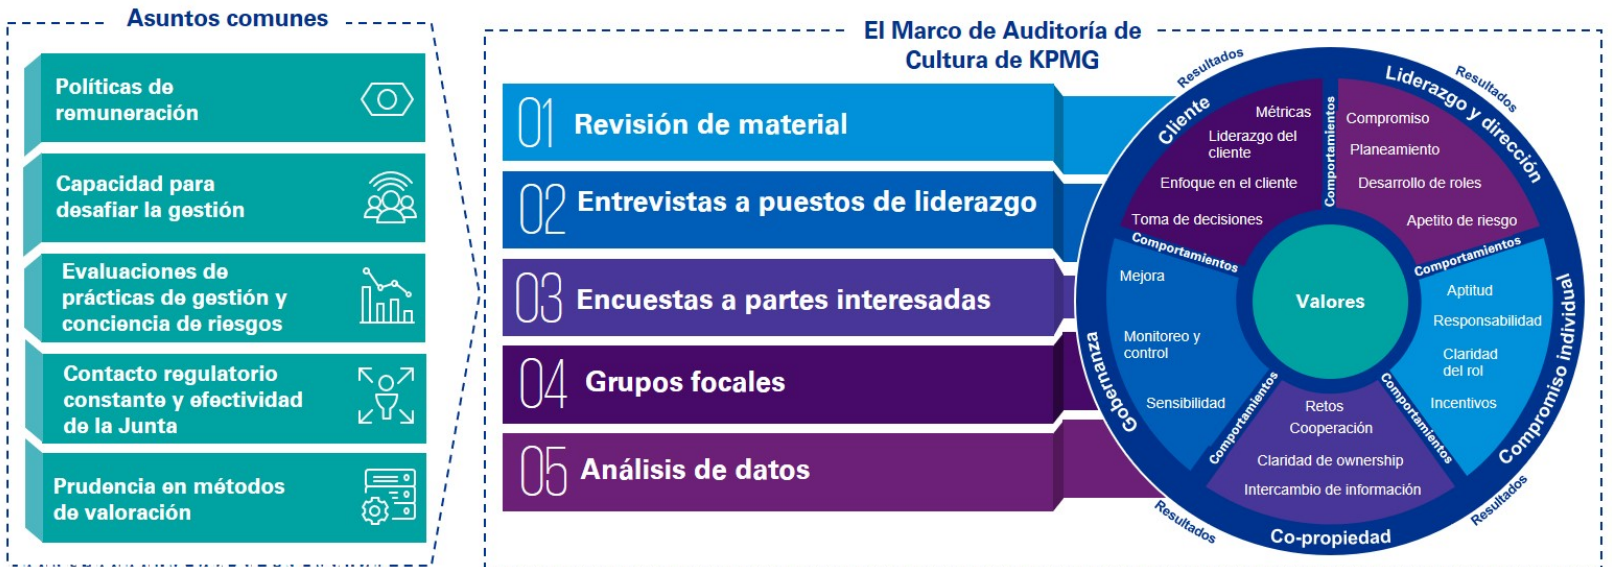 Asuntos comunes
Políticas de
remuneración
Capacidad para
desafiar la gestión
Evaluaciones de
prácticas de gestión y
conciencia de riesgos
Contacto regulatorio
constante y efectividad
de la Junta
Prudencia en métodos
de valoración
El Marco de Auditoría de
Cultura de KPMG
01 Revisión de material
02 Entrevistas a puestos de liderazgo
03 Encuestas a partes interesadas
04 Grupos focales
05 Análisis de datos
Resultados
Cliente
Métricas
Liderazgo del
cliente
Enfoque en el cliente
Toma de decisiones
Comportamientos
Resultados
Liderazgo y dirección
Compromiso
Planeamiento
Desarrollo de roles
Apetito de riesgo
Comportamientos
Valores
Compromiso individual
Aptitud
Responsabilidad
Claridad
del rol
Incentivos
Comportamientos
Resultados
Co-propiedad
Retos
Cooperación
Claridad de ownership
Intercambio de información
Comportamientos
Resultados
Gobernanza
Mejora
Monitoreo y
control
Sensibilidad
Comportamientos